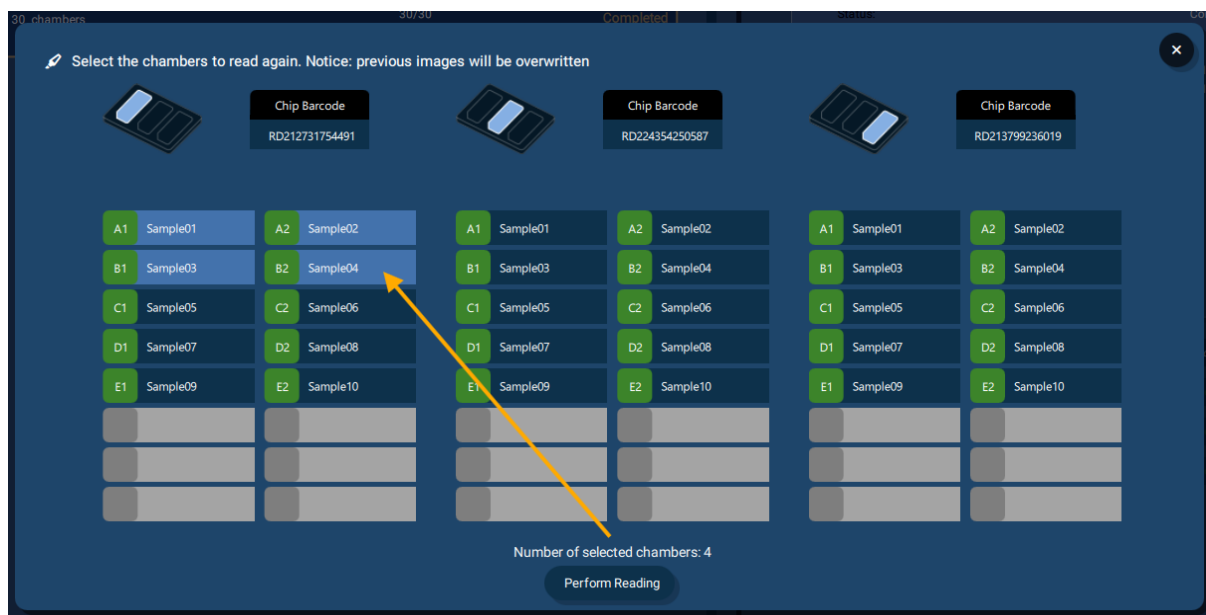 30 chambers 30/30 Completed Status: Co
Select the chambers to read again. Notice: previous images will be overwritten
Chip Barcode
RD212731754491
Chip Barcode
RD224354250587
Chip Barcode
RD213799236019
A1 Sample01 A2 Sample02
B1 Sample03 B2 Sample04
C1 Sample05 C2 Sample06
D1 Sample07 D2 Sample08
E1 Sample09 E2 Sample10
A1 Sample01 A2 Sample02
B1 Sample03 B2 Sample04
C1 Sample05 C2 Sample06
D1 Sample07 D2 Sample08
E1 Sample09 E2 Sample10
A1 Sample01 A2 Sample02
B1 Sample03 B2 Sample04
C1 Sample05 C2 Sample06
D1 Sample07 D2 Sample08
E1 Sample09 E2 Sample10
Number of selected chambers: 4
Perform Reading